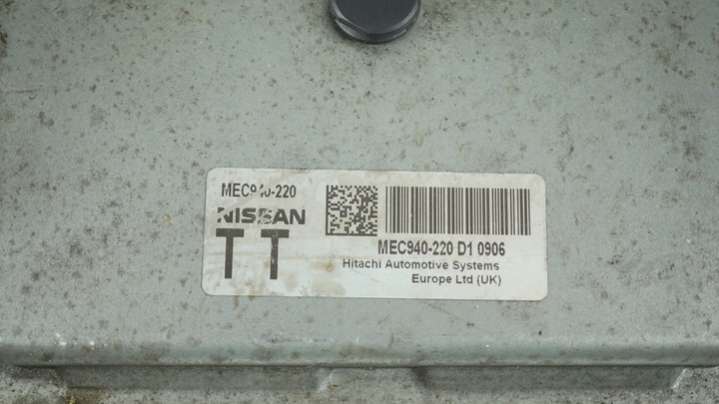 MEC940-220
NISSAN
TT
MEC940-220 D1 0906
Hitachi Automotive Systems
Europe Ltd (UK)